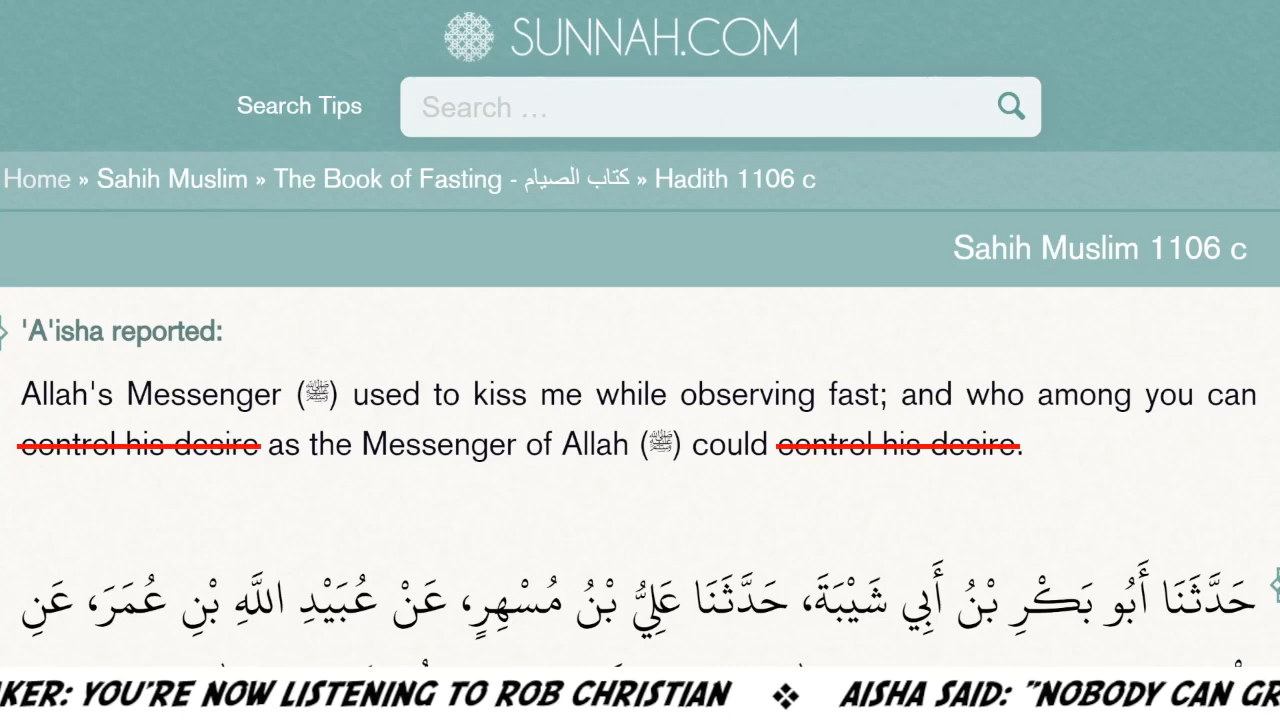 SUNNAH.COM
Search Tips
Search ...
Home » Sahih Muslim » The Book of Fasting - كتاب الصيام » Hadith 1106 c
Sahih Muslim 1106 c
'A'isha reported:
Allah's Messenger (ﷺ) used to kiss me while observing fast; and who among you can
control his desire as the Messenger of Allah (ﷺ) could control his desire.
حَدَّثَنَا أَبُو بَكْرِ بْنُ أَبِي شَيْبَةَ، حَدَّثَنَا عَلِيُّ بْنُ مُسْهِرٍ، عَنْ عُبَيْدِ اللَّهِ بْنِ عُمَرَ، عَنِ
KER: YOU'RE NOW LISTENING TO ROB CHRISTIAN ❖ AISHA SAID: "NOBODY CAN GR